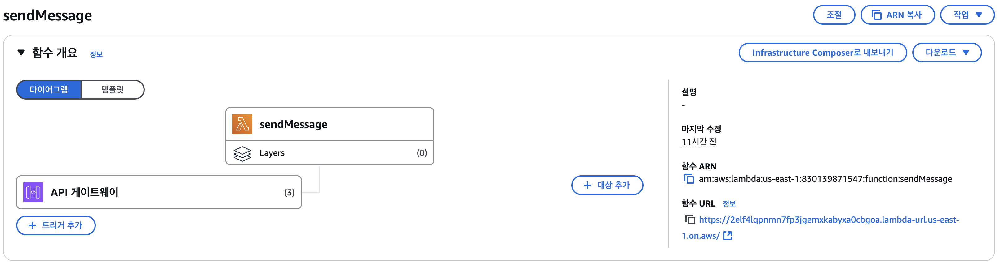 sendMessage
조절
ARN 복사
작업
함수 개요 정보
Infrastructure Composer로 내보내기
다운로드
다이어그램
템플릿
sendMessage
Layers (0)
API 게이트웨이 (3)
+ 트리거 추가
+ 대상 추가
설명
-
마지막 수정
11시간 전
함수 ARN
arn:aws:lambda:us-east-1:830139871547:function:sendMessage
함수 URL 정보
https://2elf4lqpnmn7fp3jgemxkabyxa0cbgoa.lambda-url.us-east-
1.on.aws/